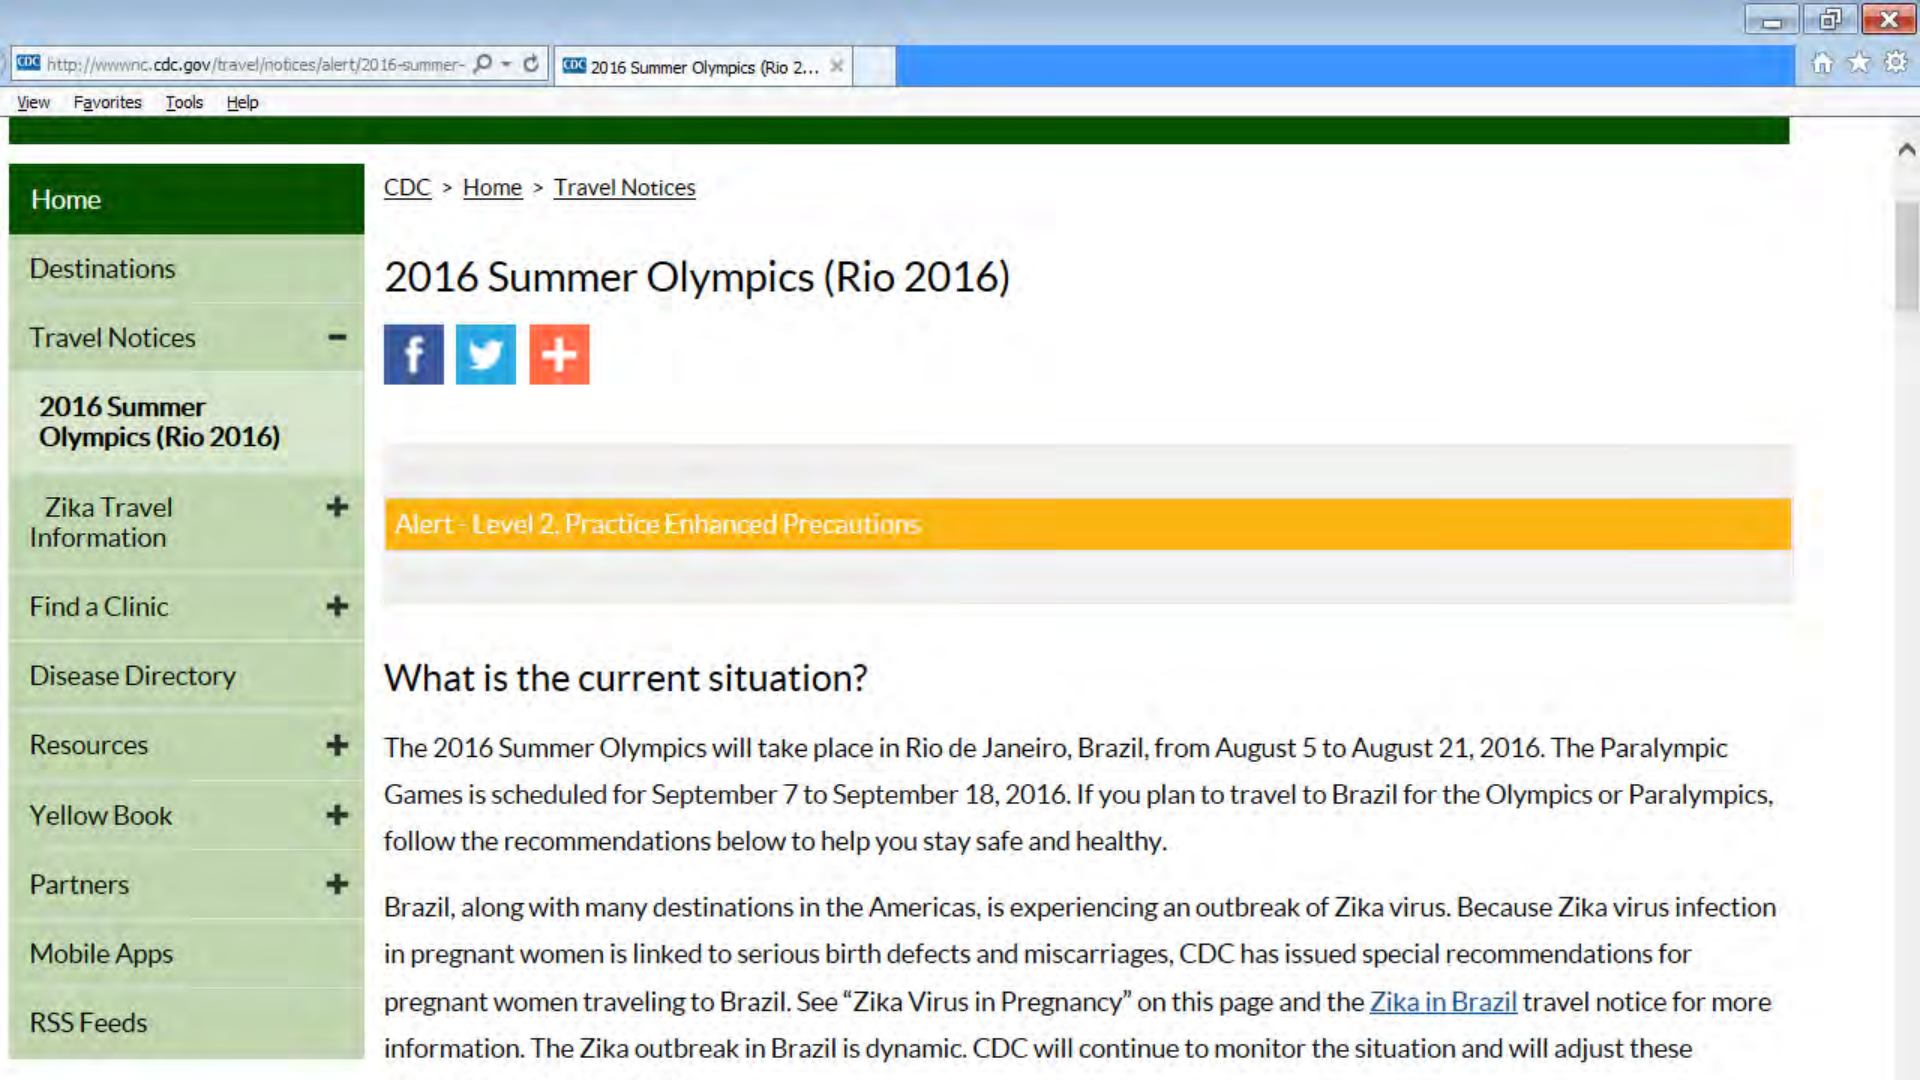 CDC http://wwwnc.cdc.gov/travel/notices/alert/2016-summer-
CDC 2016 Summer Olympics (Rio 2...
View Favorites Tools Help
Home
Destinations
Travel Notices
2016 Summer
Olympics (Rio 2016)
Zika Travel
Information
Find a Clinic
Disease Directory
Resources
Yellow Book
Partners
Mobile Apps
RSS Feeds
CDC > Home > Travel Notices
2016 Summer Olympics (Rio 2016)
Alert - Level 2, Practice Enhanced Precautions
What is the current situation?
The 2016 Summer Olympics will take place in Rio de Janeiro, Brazil, from August 5 to August 21, 2016. The Paralympic
Games is scheduled for September 7 to September 18, 2016. If you plan to travel to Brazil for the Olympics or Paralympics,
follow the recommendations below to help you stay safe and healthy.
Brazil, along with many destinations in the Americas, is experiencing an outbreak of Zika virus. Because Zika virus infection
in pregnant women is linked to serious birth defects and miscarriages, CDC has issued special recommendations for
pregnant women traveling to Brazil. See “Zika Virus in Pregnancy” on this page and the Zika in Brazil travel notice for more
information. The Zika outbreak in Brazil is dynamic. CDC will continue to monitor the situation and will adjust these